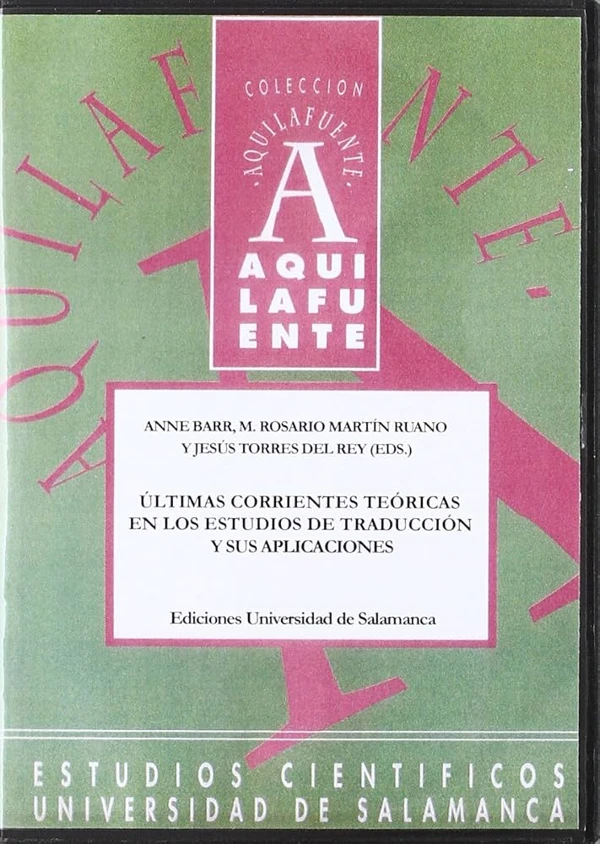 AQUILAFUENTE.
COLECCION
·AQUILAFUENTE·
A
AQUI
LAFU
ENTE
ANNE BARR, M. ROSARIO MARTÍN RUANO
Y JESÚS TORRES DEL REY (EDS.)
ÚLTIMAS CORRIENTES TEÓRICAS
EN LOS ESTUDIOS DE TRADUCCIÓN
Y SUS APLICACIONES
Ediciones Universidad de Salamanca
ESTUDIOS CIENTIFICOS
UNIVERSIDAD DE SALAMANCA